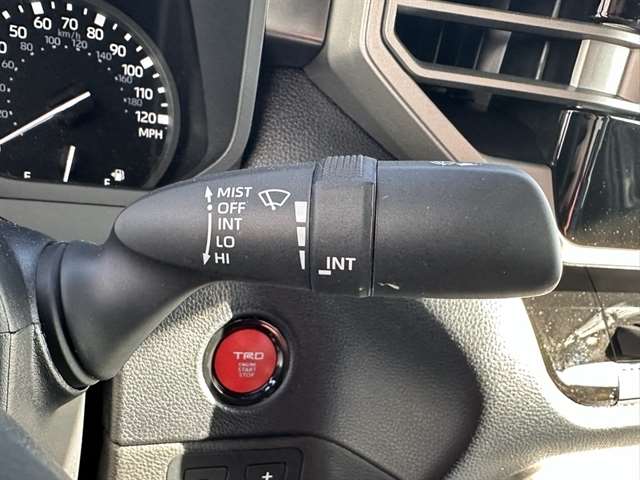 50 60 70 80 90 100 110 120 MPH
km/h
80 100 120 140 160 180
E F
MIST
OFF
INT
LO
HI
INT
TRD
ENGINE
START
STOP
+